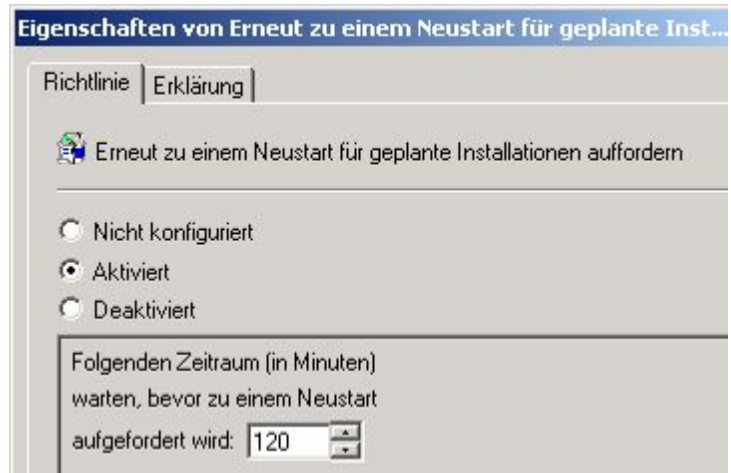 Eigenschaften von Erneut zu einem Neustart für geplante Inst...
Richtlinie Erklärung
Erneut zu einem Neustart für geplante Installationen auffordern
Nicht konfiguriert
Aktiviert
Deaktiviert
Folgenden Zeitraum (in Minuten)
warten, bevor zu einem Neustart
aufgefordert wird: 120